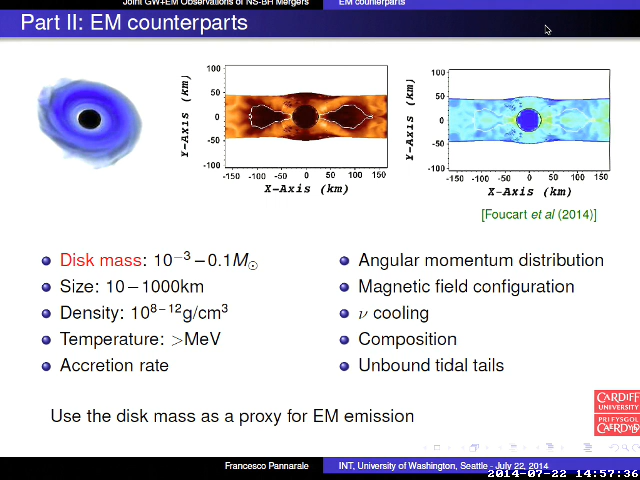 Joint GW+EM Observations of NS-BH Mergers EM counterparts
Part II: EM counterparts
100
50
0
-50
-100
Y-Axis (km)
-150 -100 -50 0 50 100 150
X-Axis (km)
100
50
0
-50
-100
Y-Axis (km)
-150 -100 -50 0 50 100 150
X-Axis (km)
[Foucart et al (2014)]
Disk mass: 10⁻³ – 0.1M⊙
Size: 10 – 1000km
Density: 10⁸⁻¹²g/cm³
Temperature: >MeV
Accretion rate
Angular momentum distribution
Magnetic field configuration
ν cooling
Composition
Unbound tidal tails
Use the disk mass as a proxy for EM emission
CARDIFF
UNIVERSITY
PRIFYSGOL
CAERDYDD
Francesco Pannarale INT, University of Washington, Seattle - July 22, 2014
2014-07-22 14:57:36